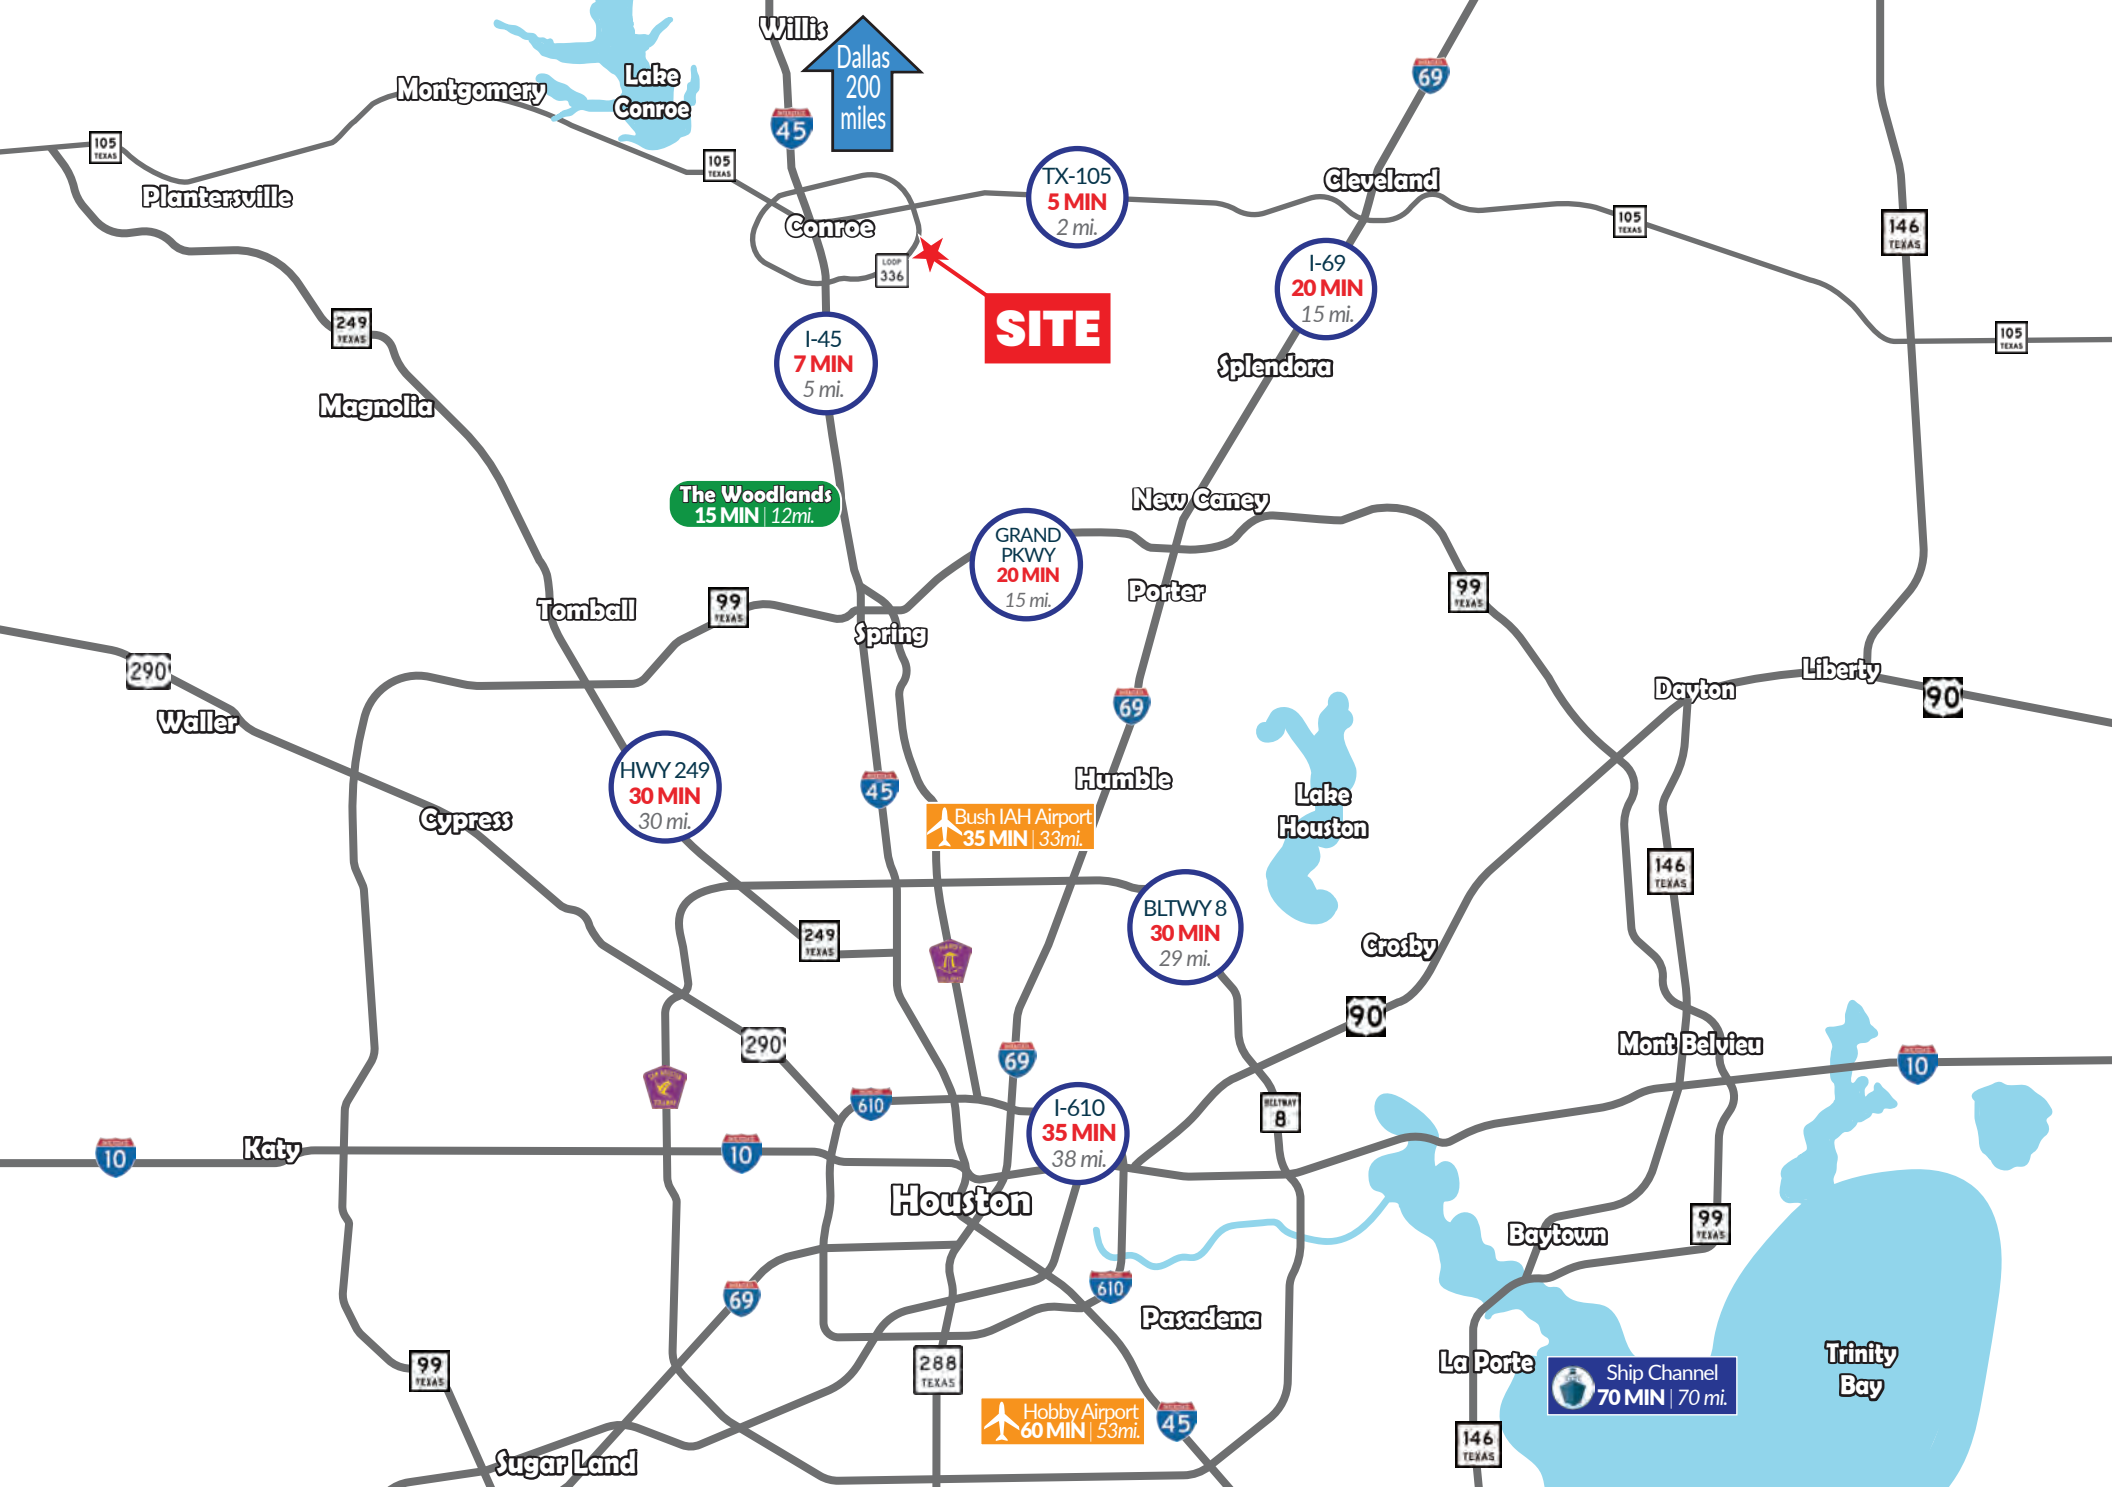 Willis
Dallas
200
miles
Lake
Conroe
Montgomery
69
45
105
TEXAS
105
TEXAS
Plantersville
TX-105
5 MIN
2 mi.
Cleveland
105
TEXAS
146
TEXAS
Conroe
LOOP
336
SITE
I-69
20 MIN
15 mi.
249
TEXAS
105
TEXAS
I-45
7 MIN
5 mi.
Splendora
Magnolia
The Woodlands
15 MIN | 12mi.
New Caney
GRAND
PKWY
20 MIN
15 mi.
Porter
99
TEXAS
Tomball
99
TEXAS
Spring
290
Waller
Liberty
Dayton
90
69
HWY 249
30 MIN
30 mi.
Humble
45
Lake
Houston
Cypress
Bush IAH Airport
35 MIN | 33mi.
146
TEXAS
BLTWY 8
30 MIN
29 mi.
249
TEXAS
Crosby
90
290
69
Mont Belvieu
10
610
I-610
35 MIN
38 mi.
BELTWAY
8
Katy
10
10
Houston
99
TEXAS
Baytown
69
610
Pasadena
La Porte
Ship Channel
70 MIN | 70 mi.
Trinity
Bay
99
TEXAS
288
TEXAS
Hobby Airport
60 MIN | 53mi.
45
146
TEXAS
Sugar Land